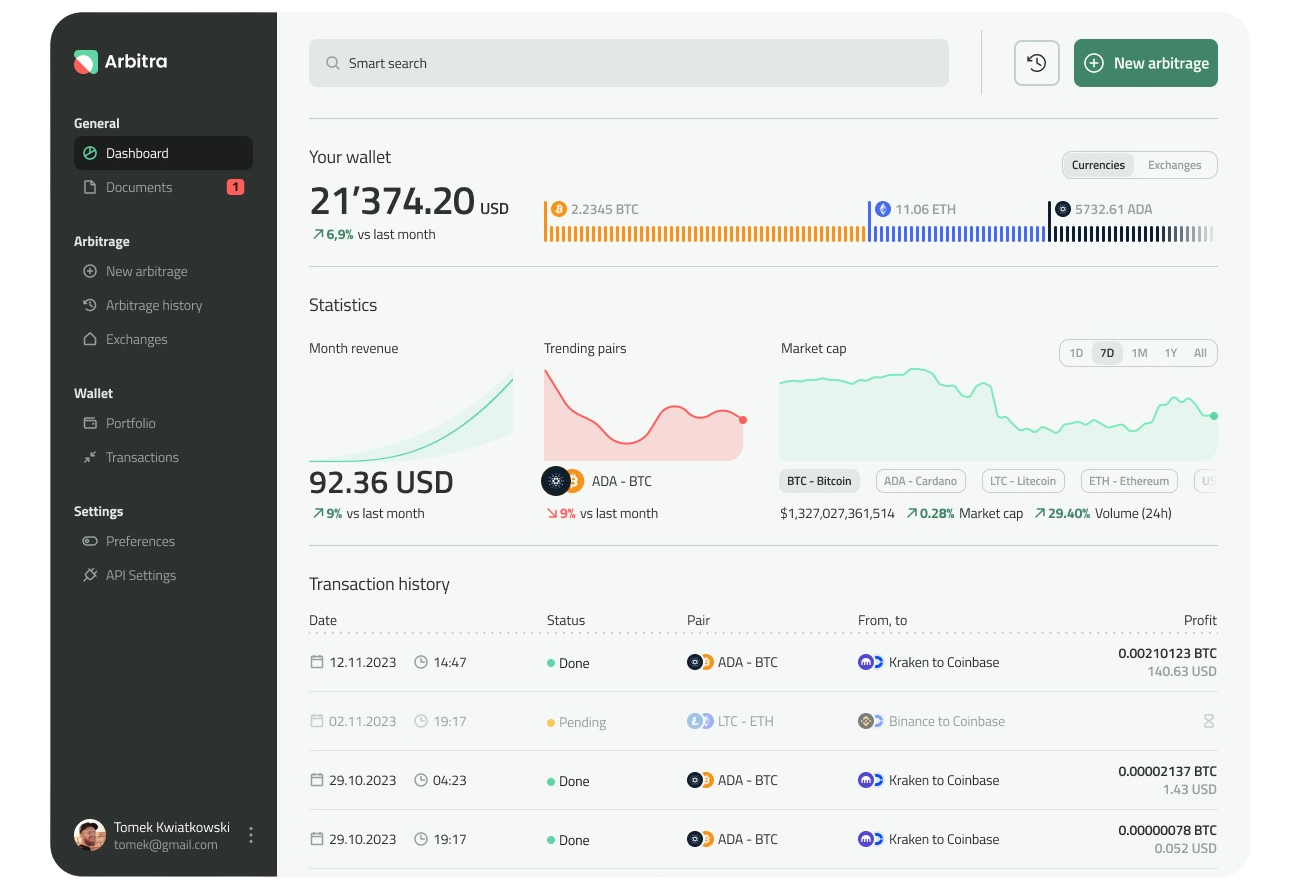 Arbitra
General
Dashboard
Documents 1
Arbitrage
New arbitrage
Arbitrage history
Exchanges
Wallet
Portfolio
Transactions
Settings
Preferences
API Settings
Tomek Kwiatkowski
tomek@gmail.com
Smart search
New arbitrage
Your wallet
Currencies Exchanges
21’374.20 USD
6,9% vs last month
2.2345 BTC 11.06 ETH 5732.61 ADA
Statistics
Month revenue
92.36 USD
9% vs last month
Trending pairs
ADA - BTC
9% vs last month
Market cap
1D 7D 1M 1Y All
BTC - Bitcoin ADA - Cardano LTC - Litecoin ETH - Ethereum US
$1,327,027,361,514 0.28% Market cap 29.40% Volume (24h)
Transaction history
Date Status Pair From, to Profit
12.11.2023 14:47 Done ADA - BTC Kraken to Coinbase 0.00210123 BTC
140.63 USD
02.11.2023 19:17 Pending LTC - ETH Binance to Coinbase
29.10.2023 04:23 Done ADA - BTC Kraken to Coinbase 0.00002137 BTC
1.43 USD
29.10.2023 19:17 Done ADA - BTC Kraken to Coinbase 0.00000078 BTC
0.052 USD